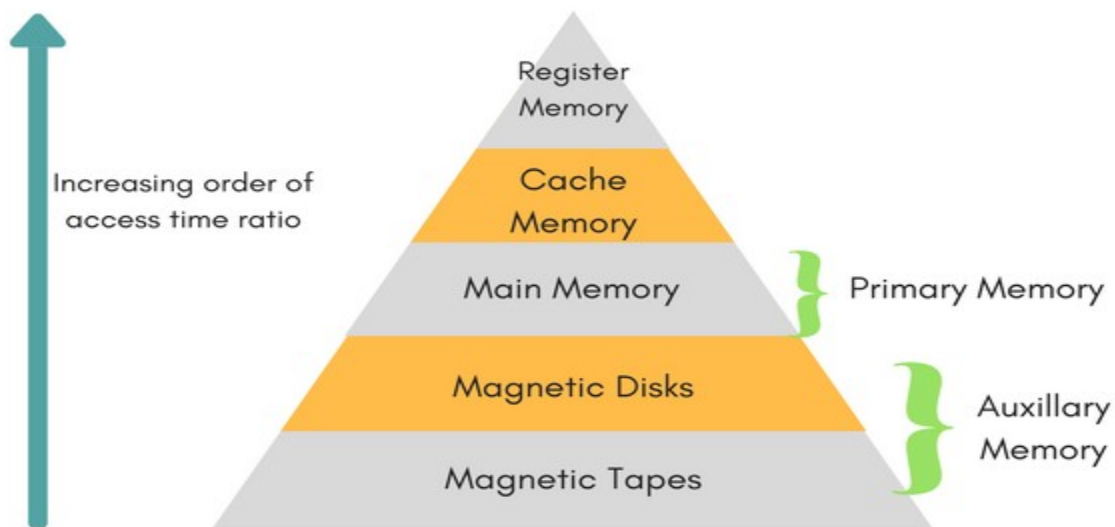 Register
Memory
Increasing order of
access time ratio
Cache
Memory
Main Memory
Primary Memory
Magnetic Disks
Auxillary
Memory
Magnetic Tapes